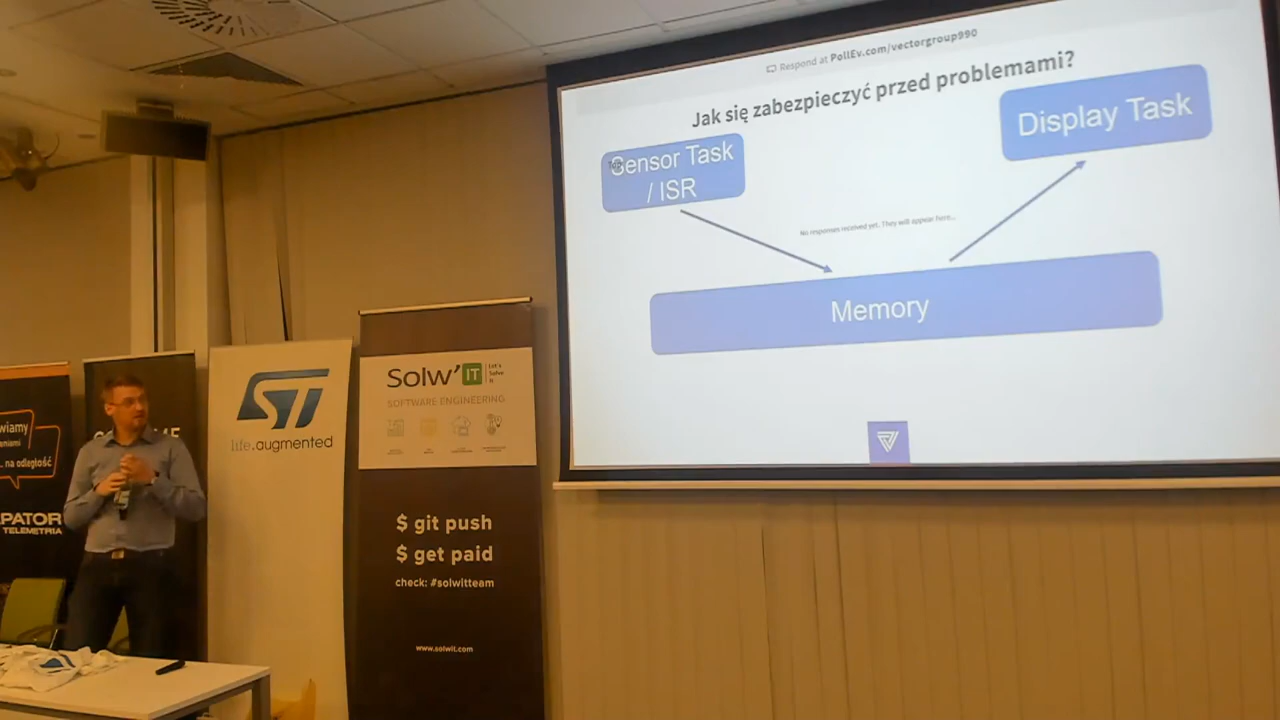 Respond at PollEv.com/vectorgroup990
Jak się zabezpieczyć przed problemami?
Sensor Task
/ ISR
Display Task
No responses received yet. They will appear here...
Memory
wiamy
... na odległość
PATOR
TELEMETRIA
ST
life.augmented
Solw'IT
Let's
Solve
It
SOFTWARE ENGINEERING
$ git push
$ get paid
check: #solwitteam
www.solwit.com